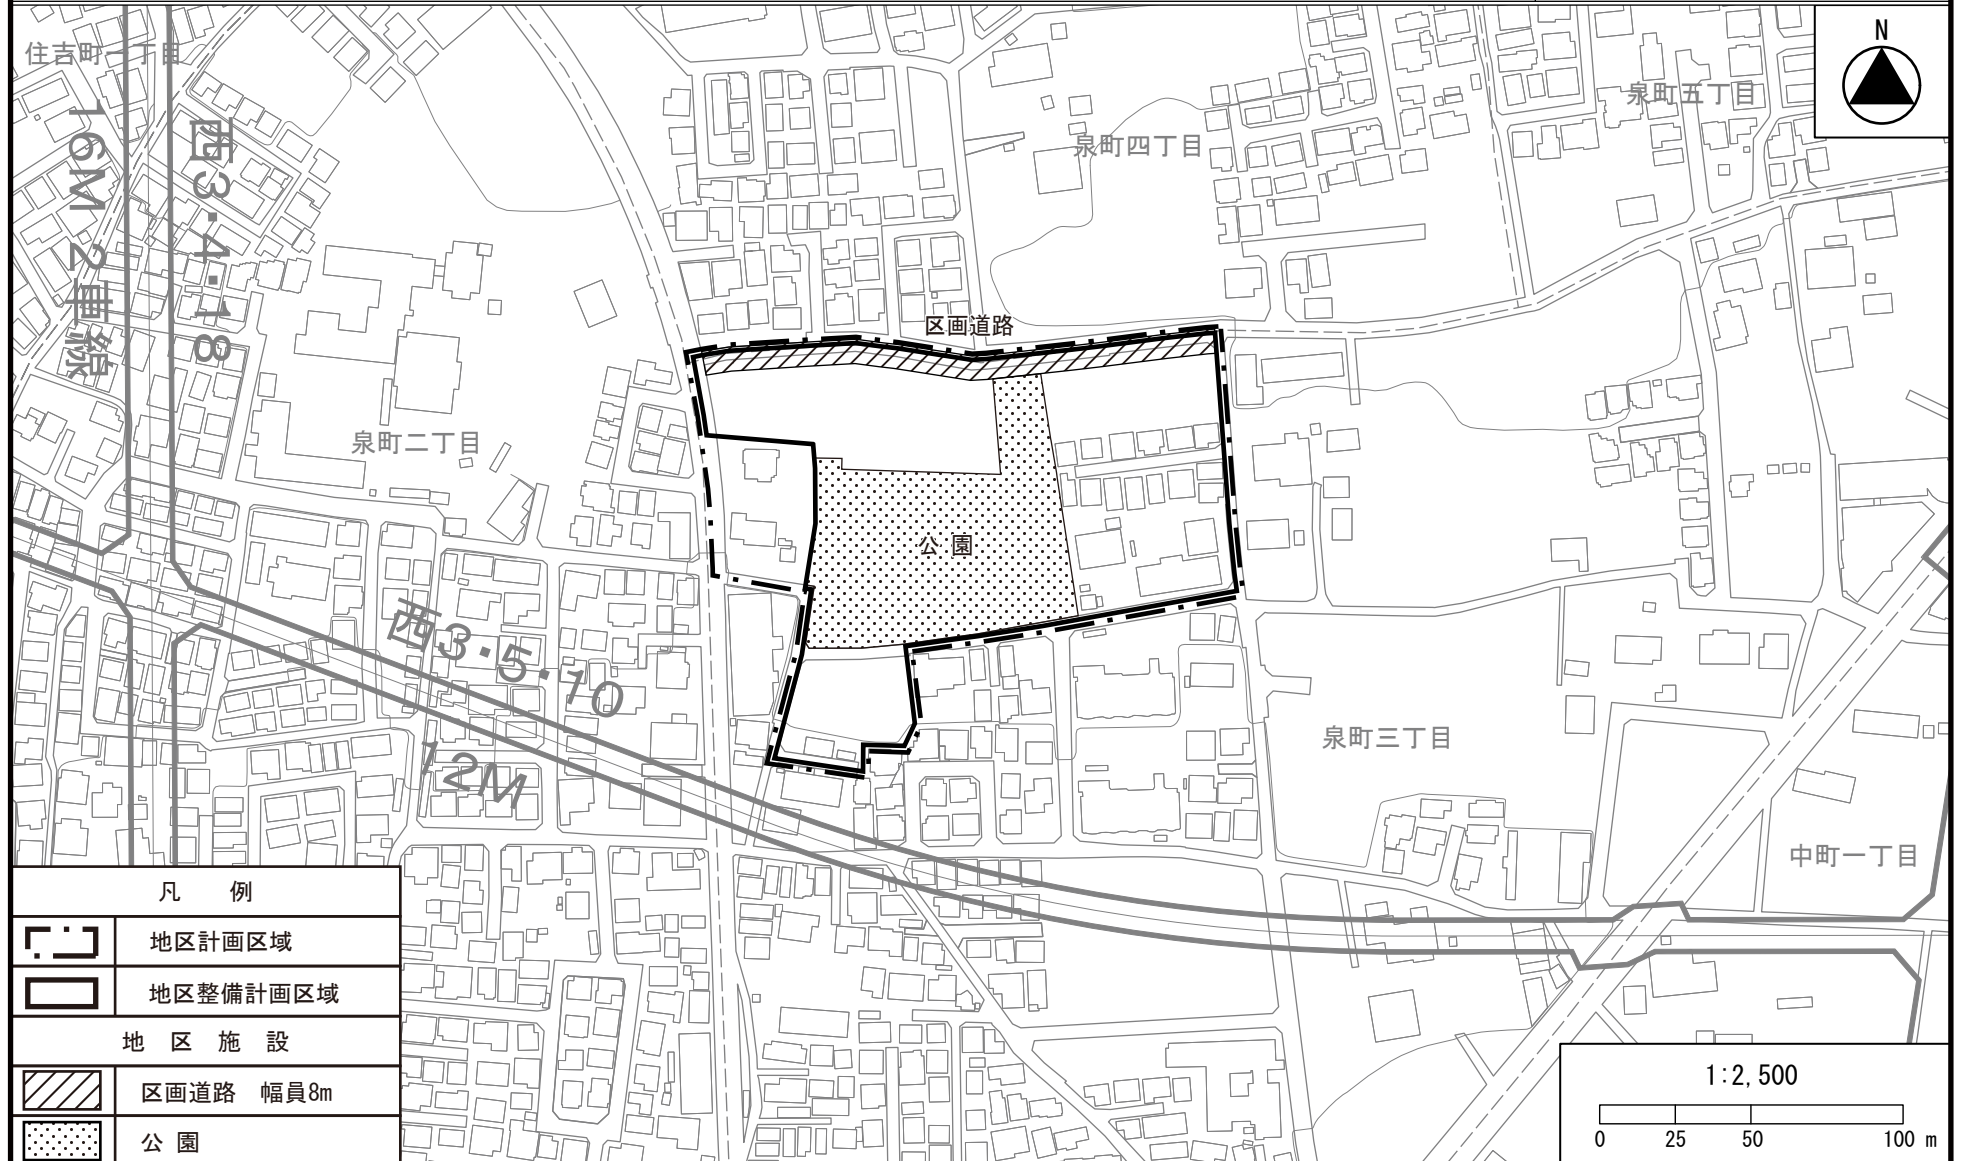 住吉町一丁目
N
西3・4・18
16M 2車線
泉町五丁目
泉町四丁目
区画道路
泉町二丁目
公園
西3・5・10
12M
泉町三丁目
中町一丁目
凡 例
地区計画区域
地区整備計画区域
地 区 施 設
区画道路 幅員8m
公園
1:2,500
0 25 50 100 m